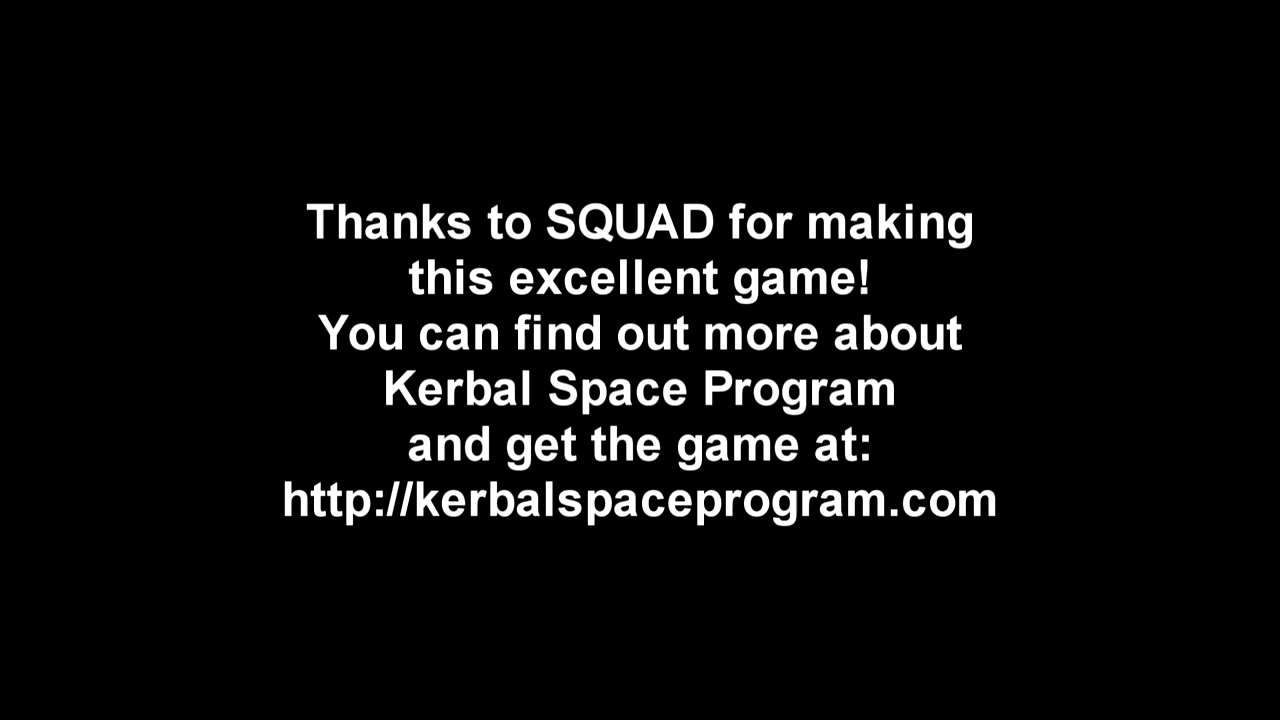 Thanks to SQUAD for making
this excellent game!
You can find out more about
Kerbal Space Program
and get the game at:
http://kerbalspaceprogram.com